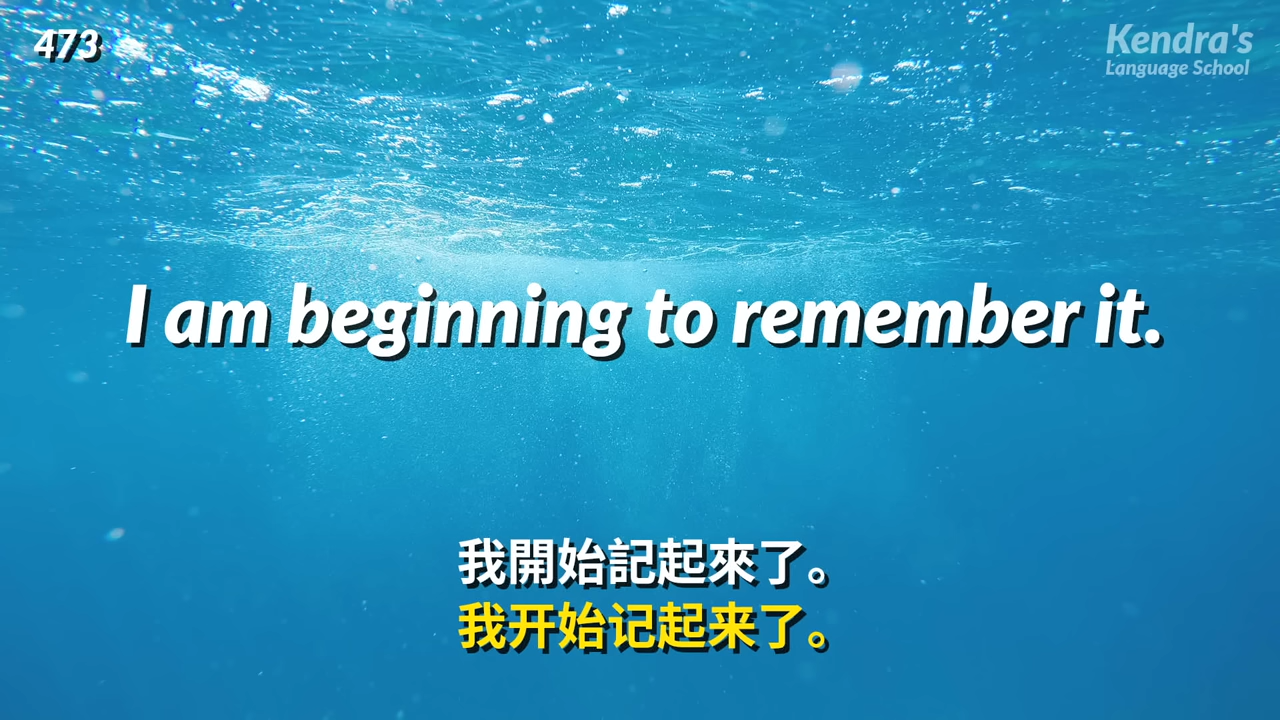 473
Kendra's
Language School
I am beginning to remember it.
我開始記起來了。
我开始记起来了。